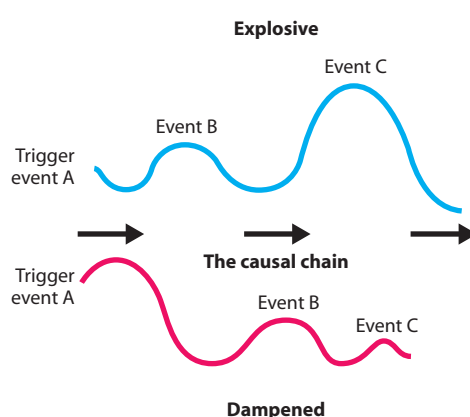 Explosive
Event C
Event B
Trigger
event A
The causal chain
Trigger
event A
Event B
Event C
Dampened